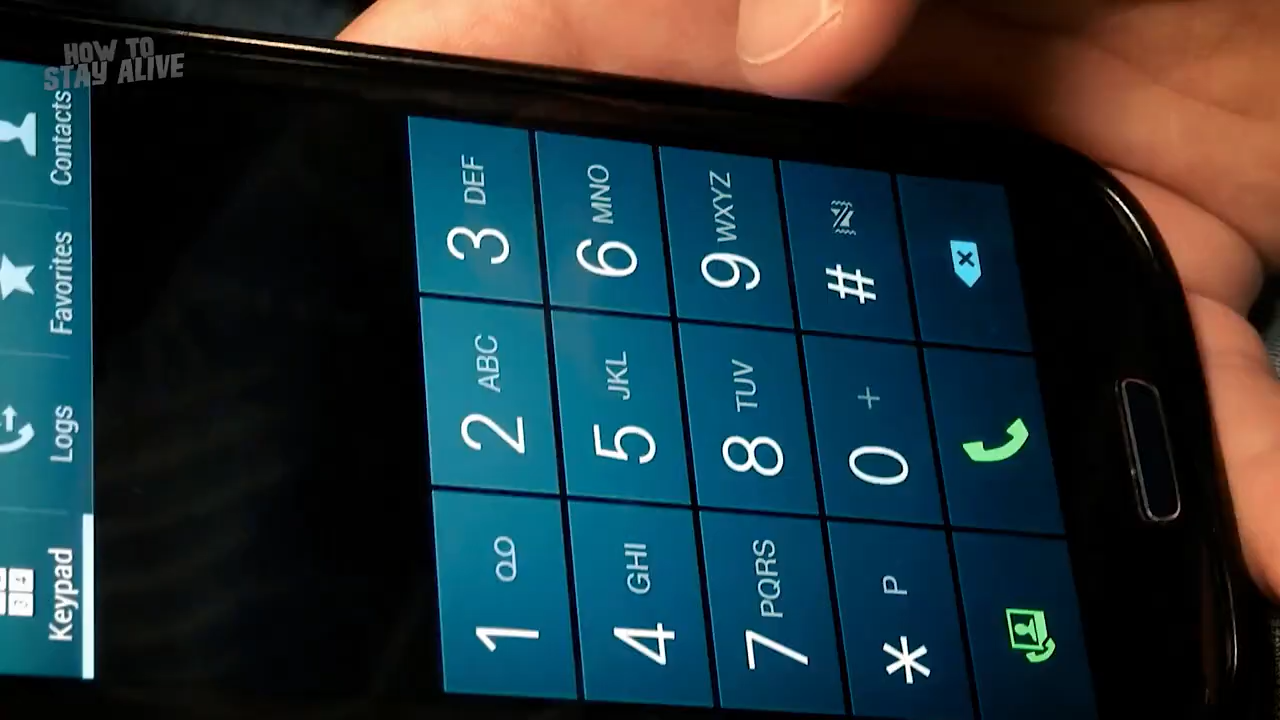 HOW TO
STAY ALIVE
Keypad
Logs
Favorites
Contacts
1
2 ABC
3 DEF
4 GHI
5 JKL
6 MNO
7 PQRS
8 TUV
9 WXYZ
* P
0 +
#